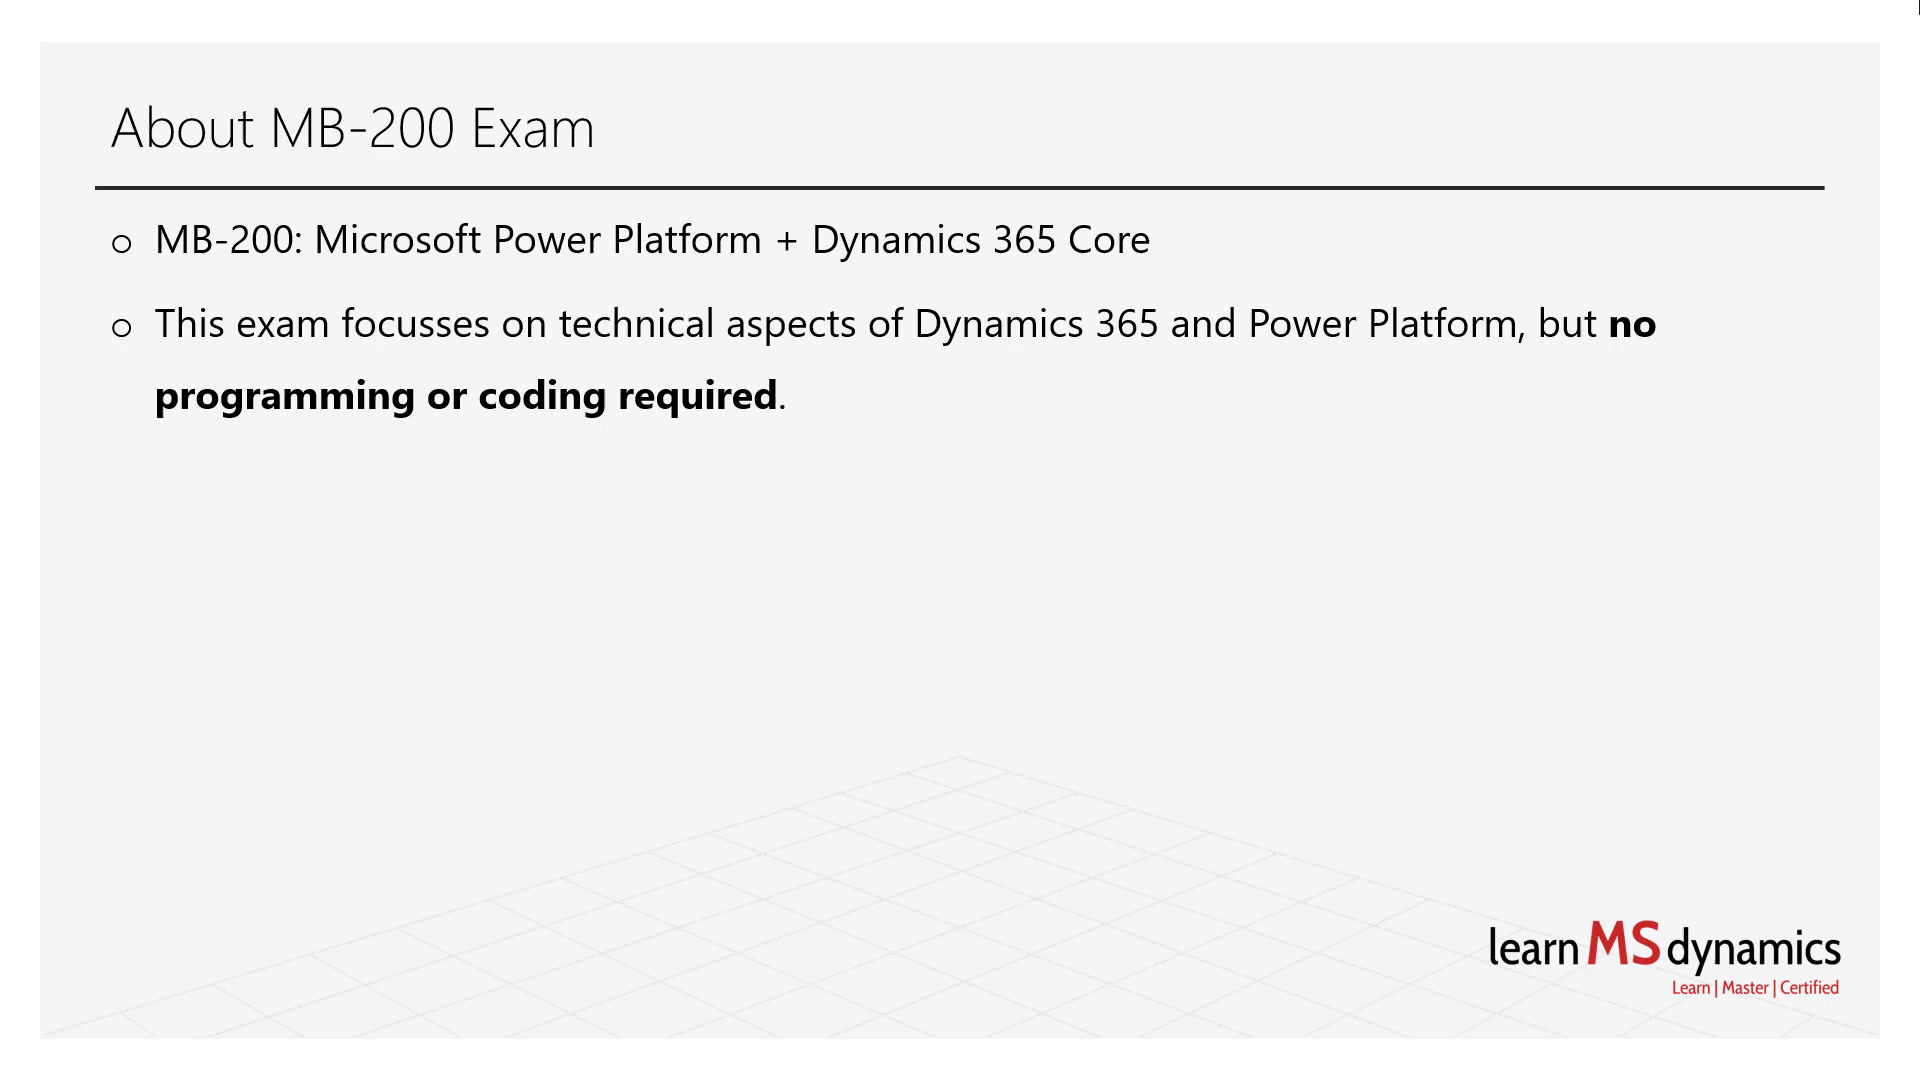 About MB-200 Exam
o MB-200: Microsoft Power Platform + Dynamics 365 Core
o This exam focusses on technical aspects of Dynamics 365 and Power Platform, but no
programming or coding required.
learn MS dynamics
Learn | Master | Certified